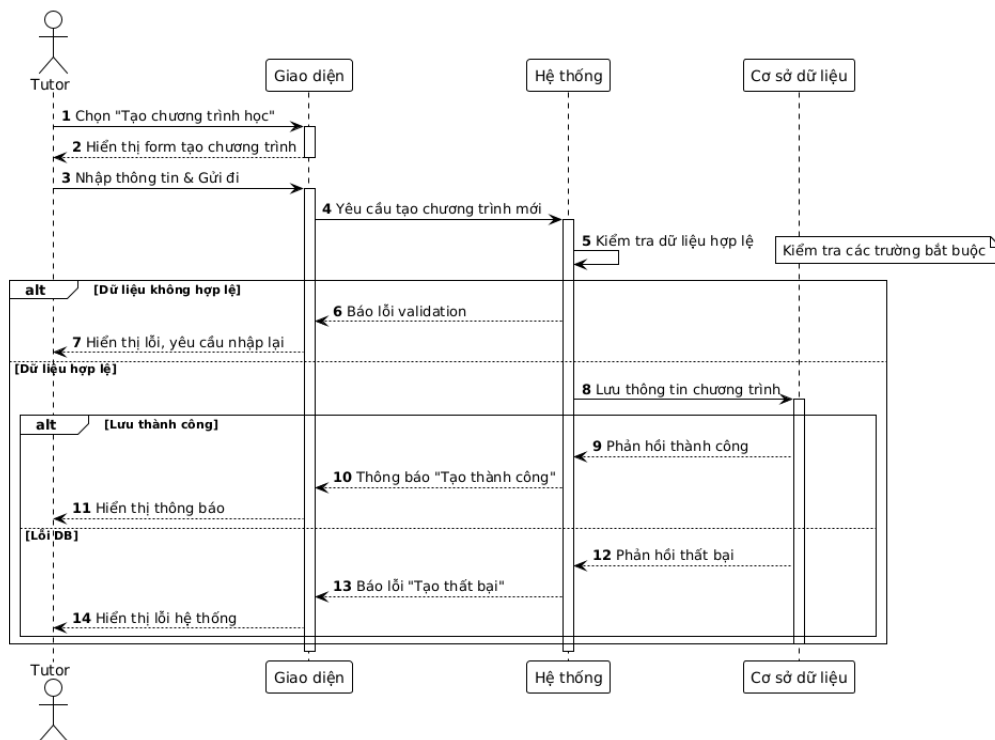 Tutor
Giao diện
Hệ thống
Cơ sở dữ liệu
1 Chọn "Tạo chương trình học"
2 Hiển thị form tạo chương trình
3 Nhập thông tin & Gửi đi
4 Yêu cầu tạo chương trình mới
5 Kiểm tra dữ liệu hợp lệ
Kiểm tra các trường bắt buộc
alt [Dữ liệu không hợp lệ]
6 Báo lỗi validation
7 Hiển thị lỗi, yêu cầu nhập lại
[Dữ liệu hợp lệ]
8 Lưu thông tin chương trình
alt [Lưu thành công]
9 Phản hồi thành công
10 Thông báo "Tạo thành công"
11 Hiển thị thông báo
[Lỗi DB]
12 Phản hồi thất bại
13 Báo lỗi "Tạo thất bại"
14 Hiển thị lỗi hệ thống
Tutor
Giao diện
Hệ thống
Cơ sở dữ liệu